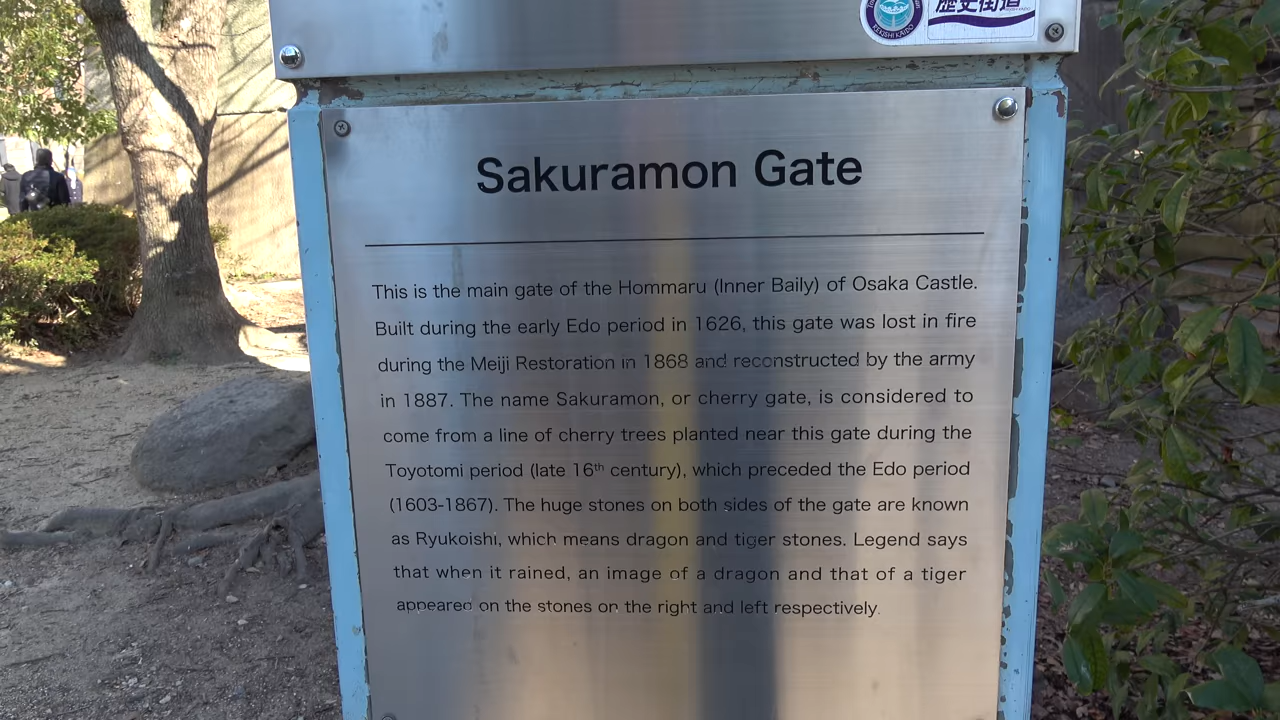 歴史街道
REKISHI KAIDO
Sakuramon Gate
This is the main gate of the Hommaru (Inner Baily) of Osaka Castle.
Built during the early Edo period in 1626, this gate was lost in fire
during the Meiji Restoration in 1868 and reconstructed by the army
in 1887. The name Sakuramon, or cherry gate, is considered to
come from a line of cherry trees planted near this gate during the
Toyotomi period (late 16th century), which preceded the Edo period
(1603-1867). The huge stones on both sides of the gate are known
as Ryukoishi, which means dragon and tiger stones. Legend says
that when it rained, an image of a dragon and that of a tiger
appeared on the stones on the right and left respectively.